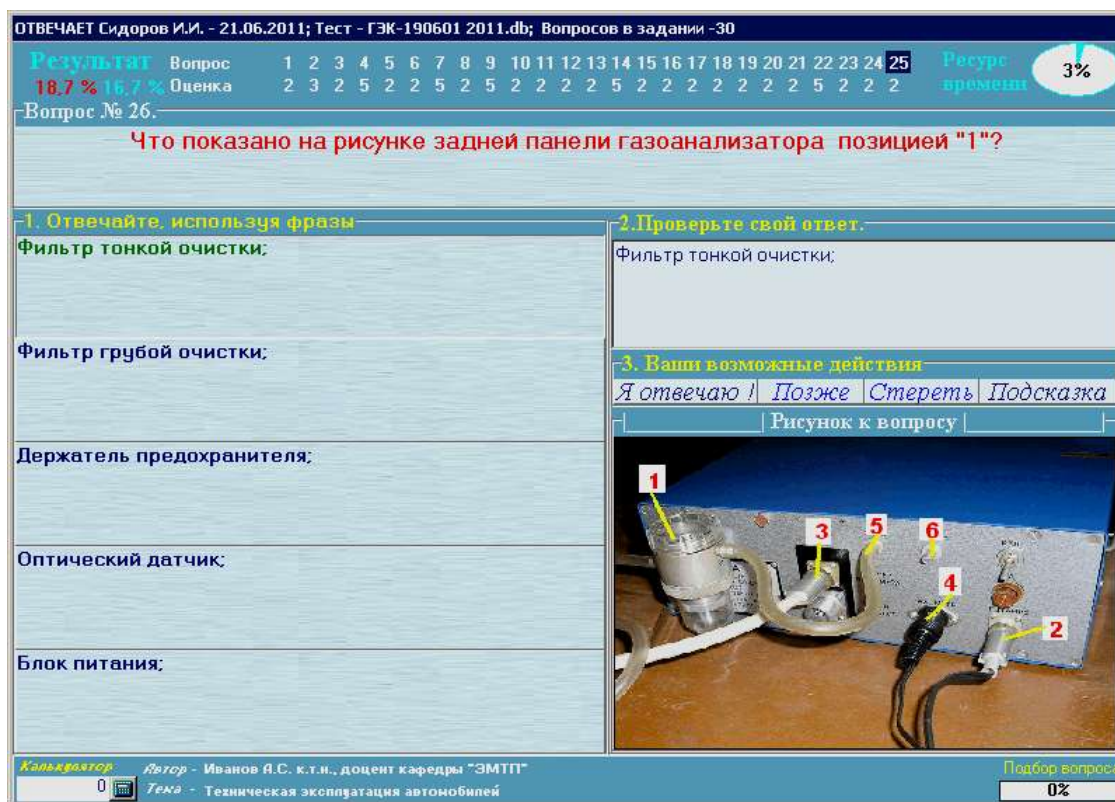 ОТВЕЧАЕТ Сидоров И.И. - 21.06.2011; Тест - ГЭК-190601 2011.db; Вопросов в задании -30
Результат Вопрос 1 2 3 4 5 6 7 8 9 10 11 12 13 14 15 16 17 18 19 20 21 22 23 24 25 Ресурс времени 3%
18,7 % 16,7 % Оценка 2 3 2 5 2 2 5 2 5 2 2 2 2 5 2 2 2 2 2 2 2 5 2 2 2
Вопрос № 26.
Что показано на рисунке задней панели газоанализатора позицией "1"?
1. Отвечайте, используя фразы
Фильтр тонкой очистки;
Фильтр грубой очистки;
Держатель предохранителя;
Оптический датчик;
Блок питания;
2.Проверьте свой ответ.
Фильтр тонкой очистки;
3. Ваши возможные действия
Я отвечаю ! Позже Стереть Подсказка
Рисунок к вопросу
1
3
5
6
4
2
Калькулятор
0
Автор - Иванов А.С. к.т.н., доцент кафедры "ЭМТП"
Тема - Техническая эксплуатация автомобилей
Подбор вопроса
0%